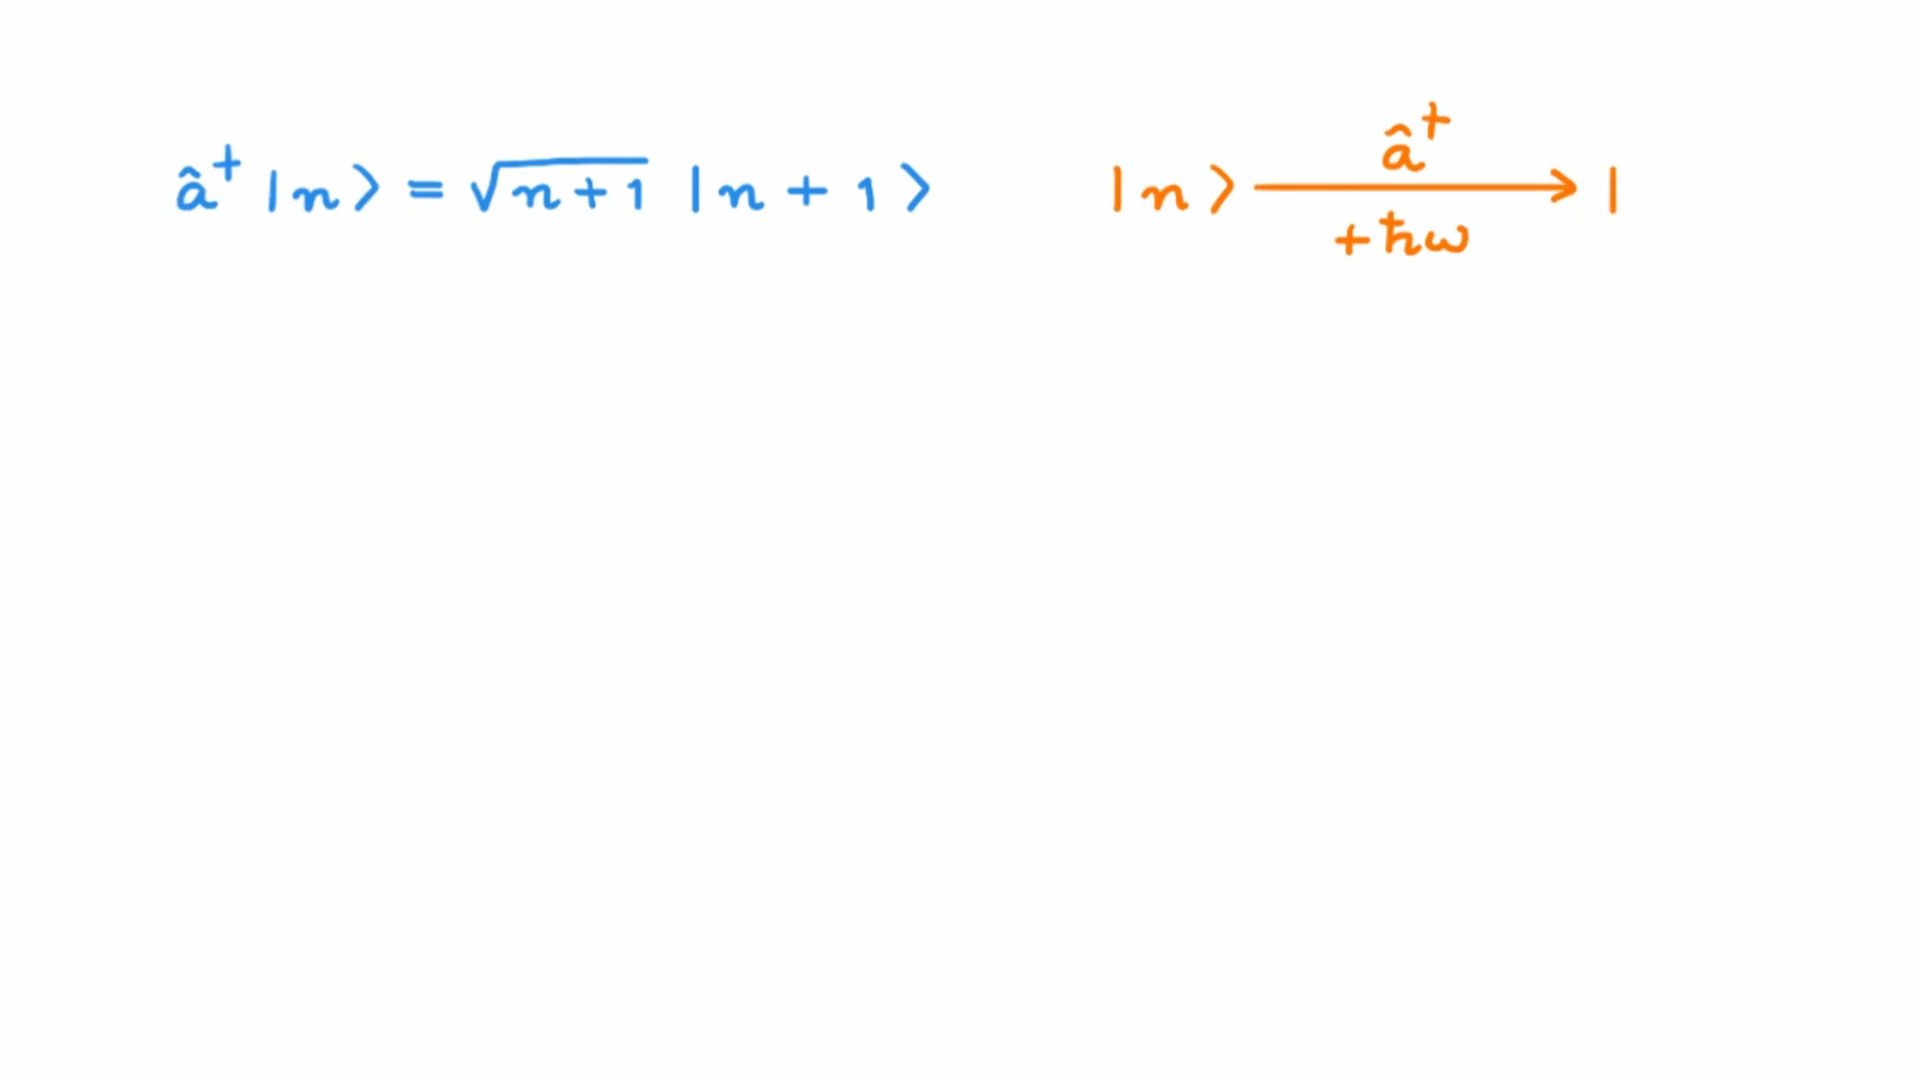 â⁺ |n⟩ = √(n+1) |n+1⟩ |n⟩ —â⁺→ |
+ħω